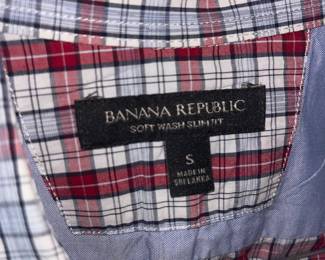 BANANA REPUBLIC
SOFT WASH SLIM FIT
S
MADE IN
SRI LANKA